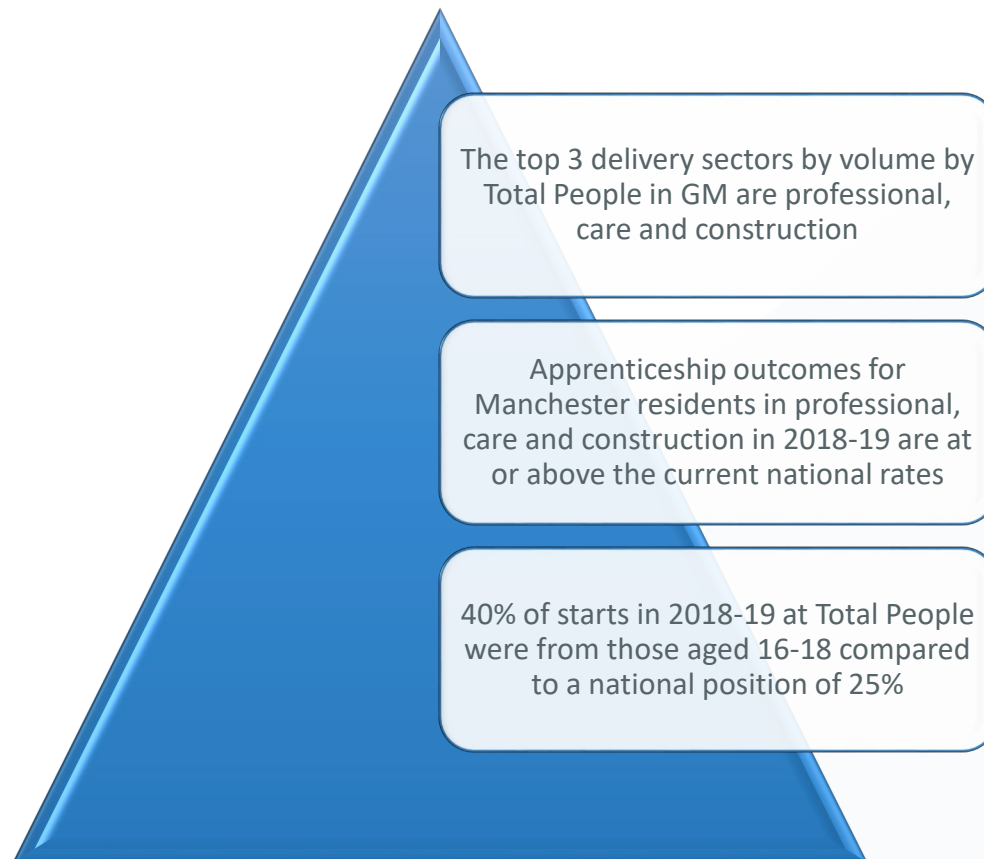 The top 3 delivery sectors by volume by
Total People in GM are professional,
care and construction
Apprenticeship outcomes for
Manchester residents in professional,
care and construction in 2018-19 are at
or above the current national rates
40% of starts in 2018-19 at Total People
were from those aged 16-18 compared
to a national position of 25%